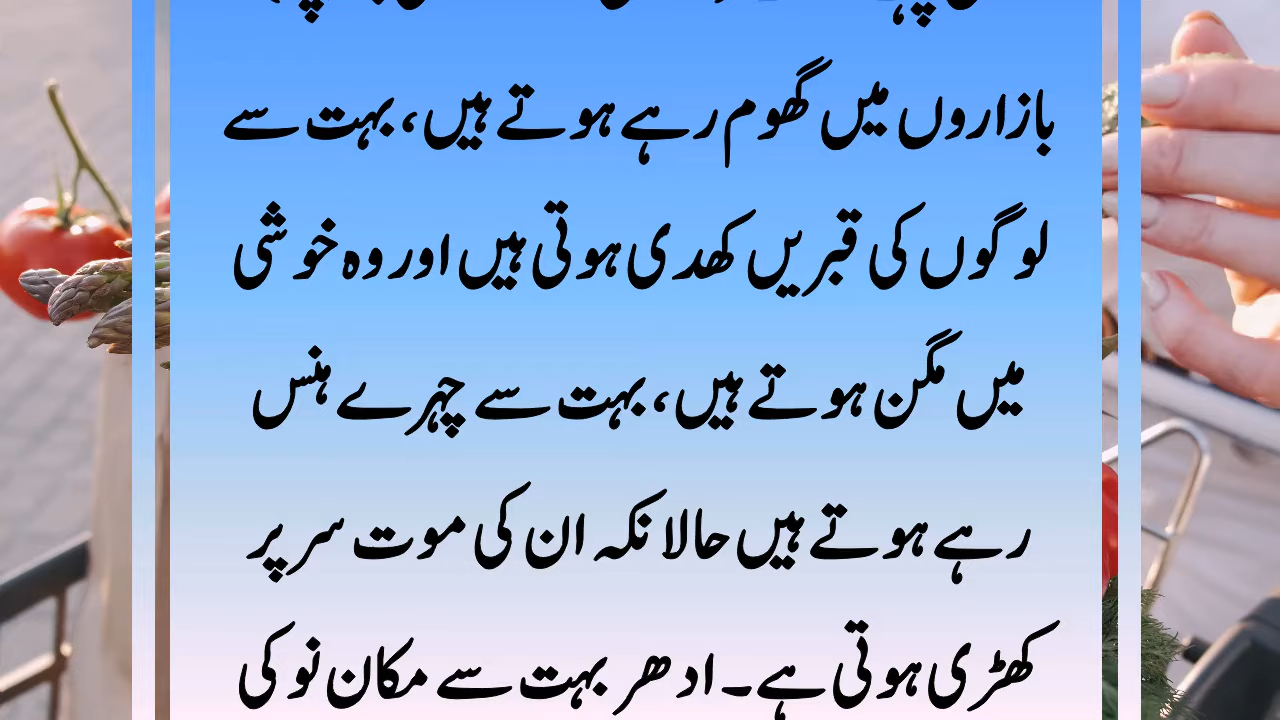 بازاروں میں گھوم رہے ہوتے ہیں، بہت سے
لوگوں کی قبریں کھدی ہوتی ہیں اور وہ خوشی
میں مگن ہوتے ہیں، بہت سے چہرے ہنس
رہے ہوتے ہیں حالانکہ ان کی موت سر پر
کھڑی ہوتی ہے۔ ادھر بہت سے مکان نو کی